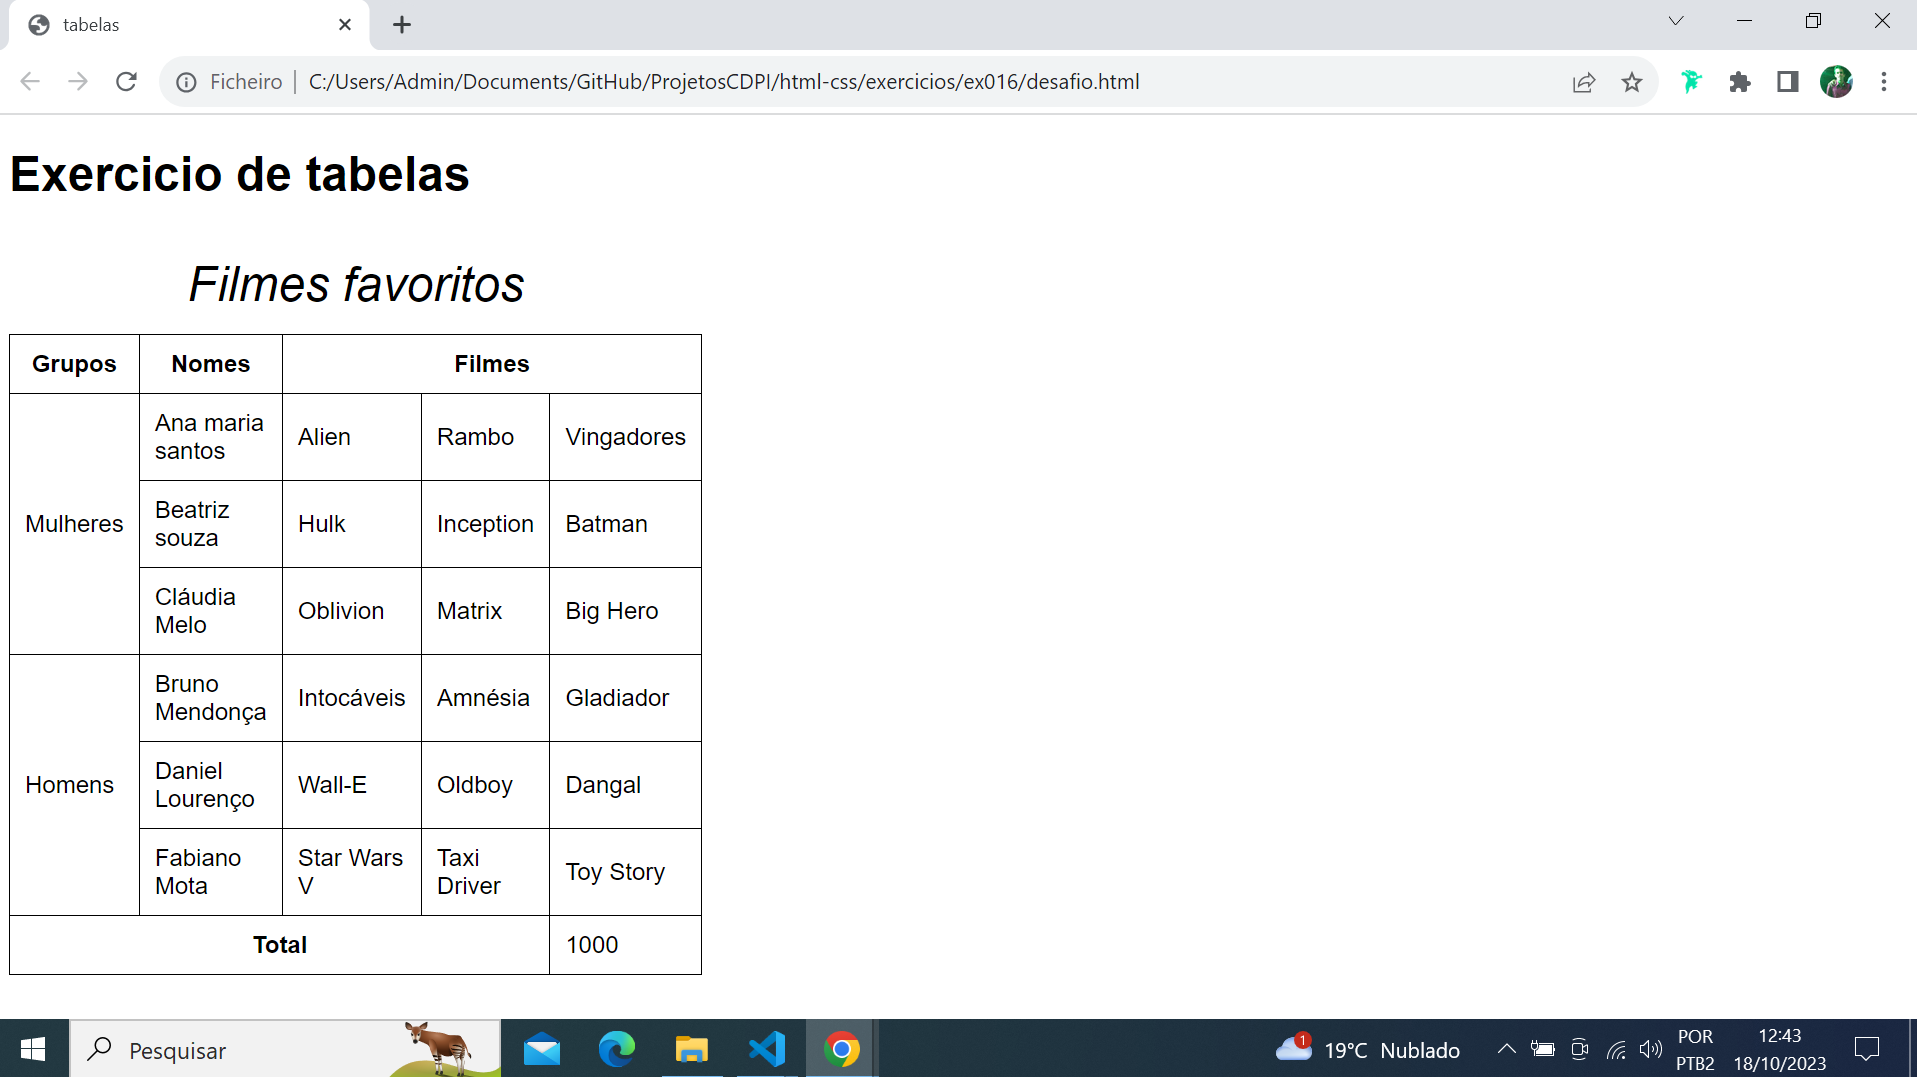 tabelas
Ficheiro | C:/Users/Admin/Documents/GitHub/ProjetosCDPI/html-css/exercicios/ex016/desafio.html
Exercicio de tabelas
Filmes favoritos
Grupos Nomes Filmes
Mulheres
Ana maria
santos
Alien Rambo Vingadores
Beatriz
souza
Hulk Inception Batman
Cláudia
Melo
Oblivion Matrix Big Hero
Homens
Bruno
Mendonça
Intocáveis Amnésia Gladiador
Daniel
Lourenço
Wall-E Oldboy Dangal
Fabiano
Mota
Star Wars
V
Taxi
Driver
Toy Story
Total 1000
Pesquisar
1
19°C Nublado
POR
PTB2
12:43
18/10/2023